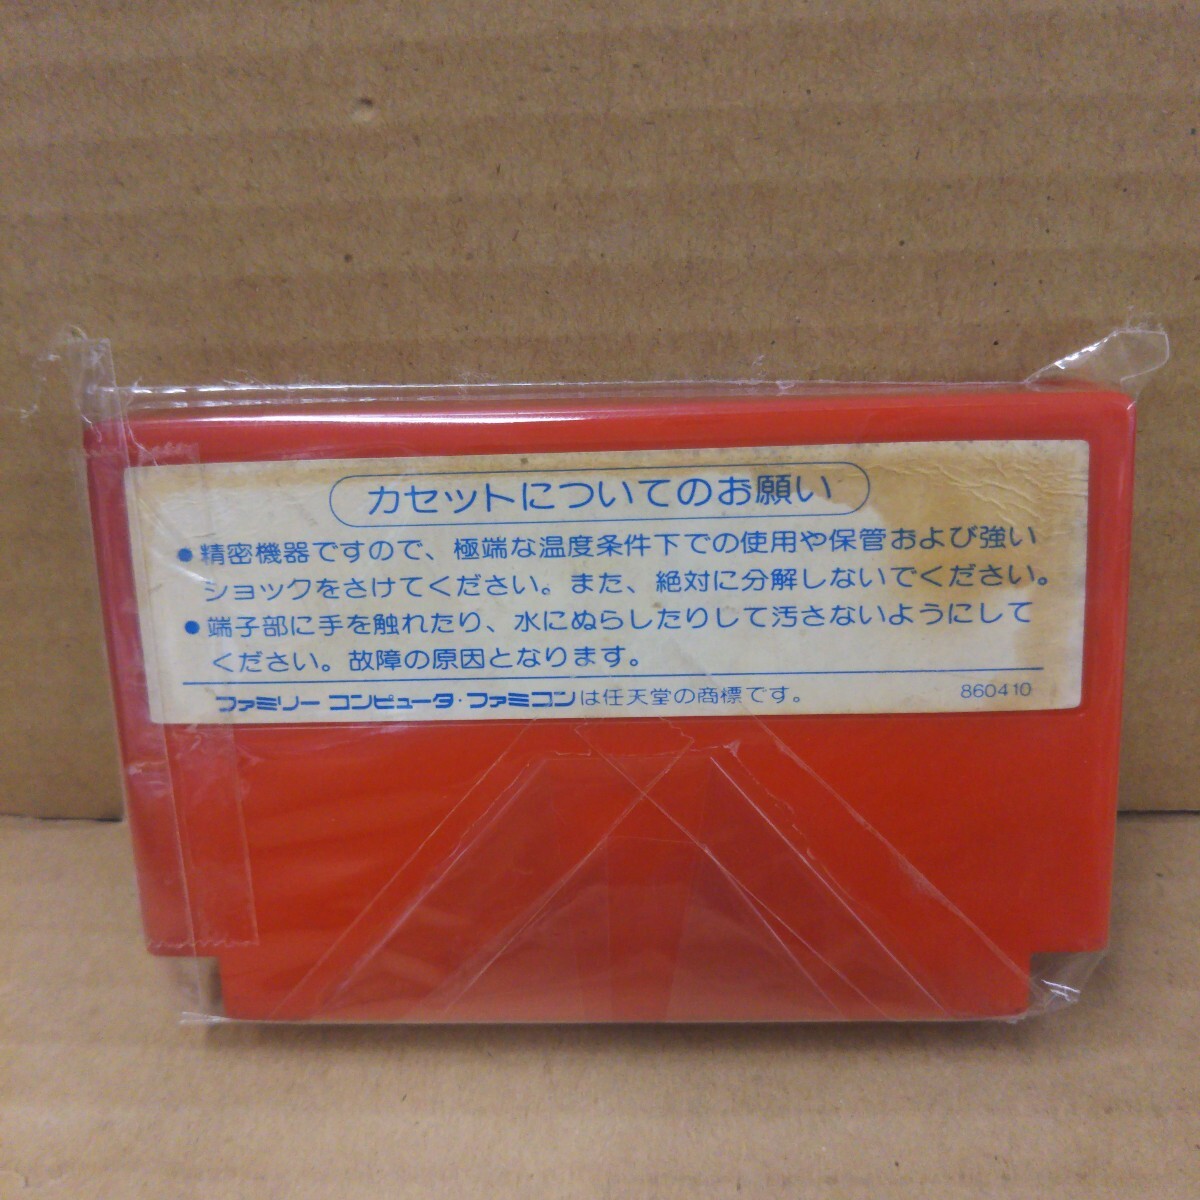 カセットについてのお願い
●精密機器ですので、極端な温度条件下での使用や保管および強い
ショックをさけてください。また、絶対に分解しないでください。
●端子部に手を触れたり、水にぬらしたりして汚さないようにして
ください。故障の原因となります。
ファミリー コンピュータ・ファミコンは任天堂の商標です。 860410